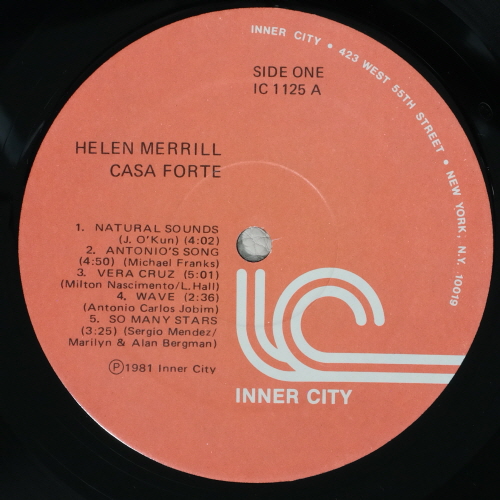 INNER CITY • 423 WEST 55TH STREET • NEW YORK, N.Y. 10019
SIDE ONE
IC 1125 A
HELEN MERRILL
CASA FORTE
1. NATURAL SOUNDS
(J. O'Kun) (4:02)
2. ANTONIO'S SONG
(4:50) (Michael Franks)
3. VERA CRUZ (5:01)
(Milton Nascimento/L. Hall)
4. WAVE (2:36)
(Antonio Carlos Jobim)
5. SO MANY STARS
(3:25) (Sergio Mendez/
Marilyn & Alan Bergman)
Ⓟ1981 Inner City
INNER CITY